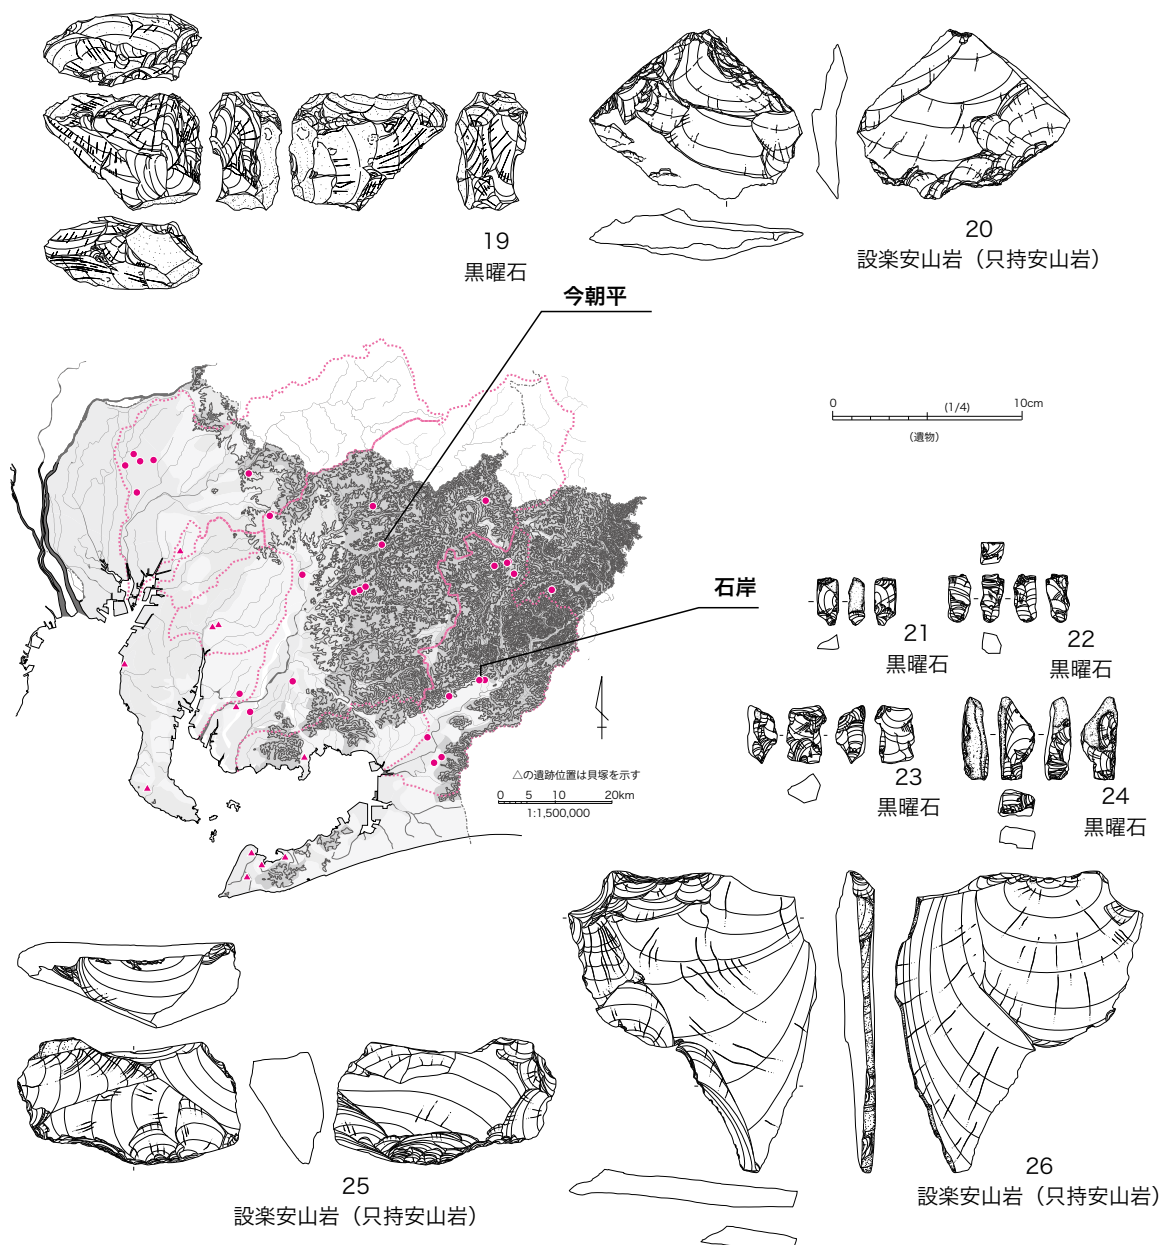 19
黒曜石
20
設楽安山岩（只持安山岩）
今朝平
0
(1/4)
10cm
（遺物）
石岸
21
黒曜石
22
黒曜石
23
黒曜石
24
黒曜石
△の遺跡位置は貝塚を示す
0 5 10 20km
1:1,500,000
25
設楽安山岩（只持安山岩）
26
設楽安山岩（只持安山岩）